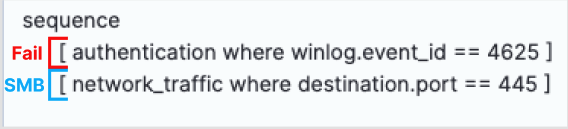 sequence
Fail [ authentication where winlog.event_id == 4625 ]
SMB [ network_traffic where destination.port == 445 ]